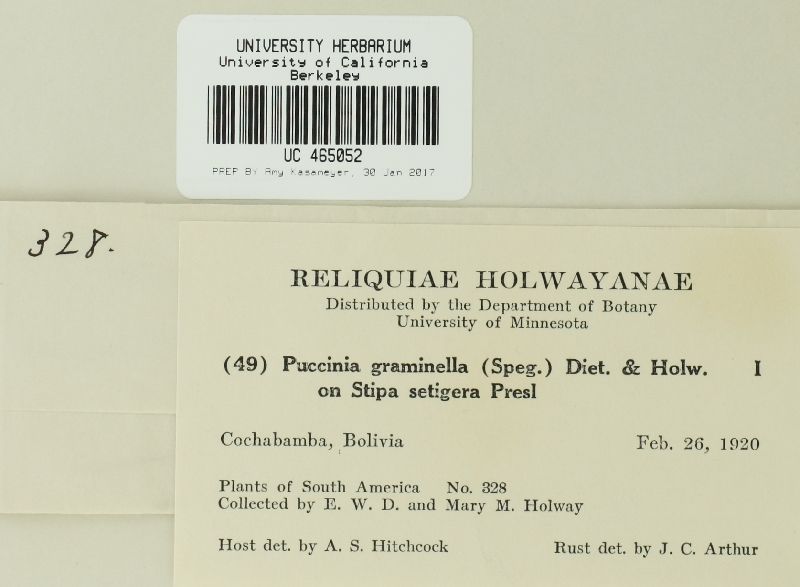 UNIVERSITY HERBARIUM
University of California
Berkeley
UC 465052
PREP BY Amy Kasameyer, 30 Jan 2017
328.
RELIQUIAE HOLWAYANAE
Distributed by the Department of Botany
University of Minnesota
(49) Puccinia graminella (Speg.) Diet. & Holw. I
on Stipa setigera Presl
Cochabamba, Bolivia Feb. 26, 1920
Plants of South America No. 328
Collected by E. W. D. and Mary M. Holway
Host det. by A. S. Hitchcock Rust det. by J. C. Arthur